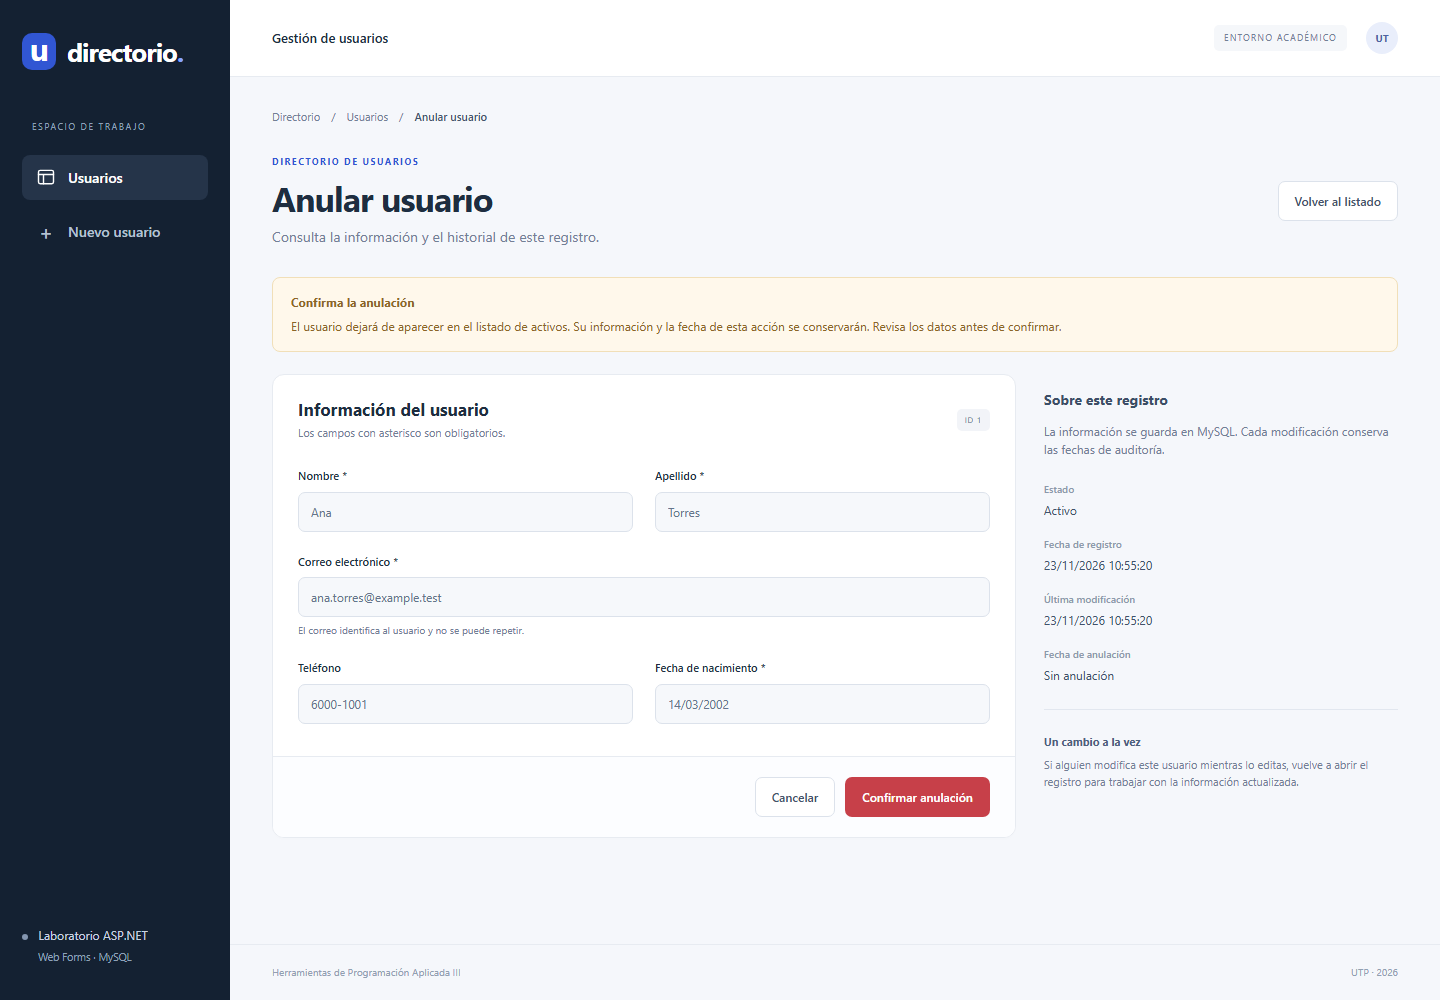 u directorio.
ESPACIO DE TRABAJO
Usuarios
+ Nuevo usuario
Laboratorio ASP.NET
Web Forms · MySQL
Gestión de usuarios
ENTORNO ACADÉMICO
UT
Directorio / Usuarios / Anular usuario
DIRECTORIO DE USUARIOS
Anular usuario
Consulta la información y el historial de este registro.
Volver al listado
Confirma la anulación
El usuario dejará de aparecer en el listado de activos. Su información y la fecha de esta acción se conservarán. Revisa los datos antes de confirmar.
Información del usuario
Los campos con asterisco son obligatorios.
ID 1
Nombre *
Ana
Apellido *
Torres
Correo electrónico *
ana.torres@example.test
El correo identifica al usuario y no se puede repetir.
Teléfono
6000-1001
Fecha de nacimiento *
14/03/2002
Cancelar
Confirmar anulación
Sobre este registro
La información se guarda en MySQL. Cada modificación conserva
las fechas de auditoría.
Estado
Activo
Fecha de registro
23/11/2026 10:55:20
Última modificación
23/11/2026 10:55:20
Fecha de anulación
Sin anulación
Un cambio a la vez
Si alguien modifica este usuario mientras lo editas, vuelve a abrir el
registro para trabajar con la información actualizada.
Herramientas de Programación Aplicada III
UTP · 2026